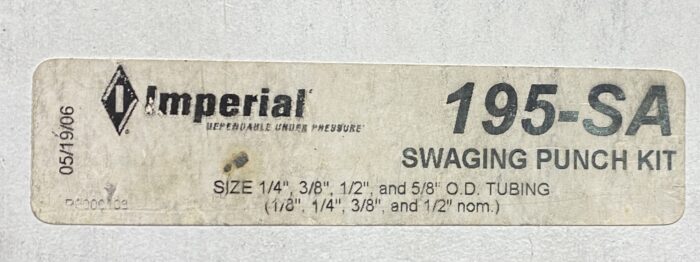 05/19/06
Imperial
DEPENDABLE UNDER PRESSURE
195-SA
SWAGING PUNCH KIT
SIZE 1/4", 3/8", 1/2", and 5/8" O.D. TUBING
(1/8", 1/4", 3/8", and 1/2" nom.)